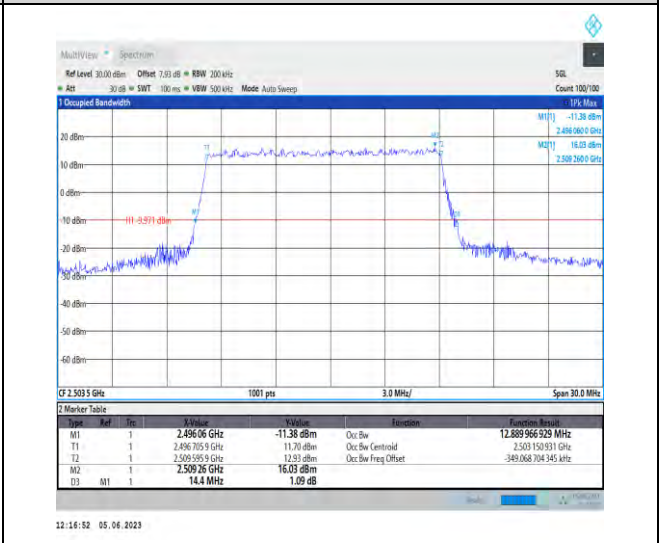 MultiView Spectrum
Ref Level 30.00 dBm Offset 7.93 dB RBW 200 kHz SGL
Att 30 dB SWT 100 ms VBW 500 kHz Mode Auto Sweep Count 100/100
1 Occupied Bandwidth 1Pk Max
M1[1] -11.38 dBm
2.496 060 0 GHz
M2[1] 16.03 dBm
2.509 260 0 GHz
20 dBm
10 dBm
0 dBm
-10 dBm H1 -9.971 dBm
-20 dBm
-30 dBm
-40 dBm
-50 dBm
-60 dBm
M1
T1
M2
T2
D3
CF 2.503 5 GHz 1001 pts 3.0 MHz/ Span 30.0 MHz
2 Marker Table
Type Ref Trc X-Value Y-Value Function Function Result
M1 1 2.496 06 GHz -11.38 dBm Occ Bw 12.889 966 929 MHz
T1 1 2.496 705 9 GHz 11.70 dBm Occ Bw Centroid 2.503 150 931 GHz
T2 1 2.509 595 9 GHz 12.93 dBm Occ Bw Freq Offset -349.068 704 345 kHz
M2 1 2.509 26 GHz 16.03 dBm
D3 M1 1 14.4 MHz 1.09 dB
12:16:52 05.06.2023